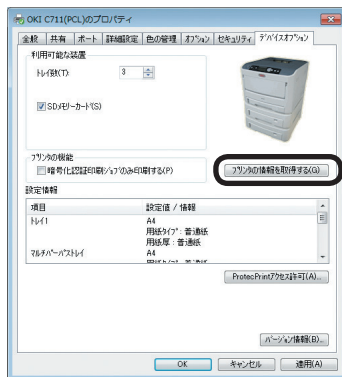 OKI C711(PCL)のプロパティ
全般 共有 ポート 詳細設定 色の管理 オプション セキュリティ デバイスオプション
利用可能な装置
トレイ数(T): 3
SDメモリーカード(S)
プリンタの機能
暗号化認証印刷ジョブのみ印刷する(P)
プリンタの情報を取得する(G)
設定情報
項目 設定値 / 情報
トレイ1 A4
用紙タイプ: 普通紙
用紙厚: 普通紙
マルチパーパストレイ A4
用紙タイプ: 普通紙
ProtecPrintアクセス許可(A)...
バージョン情報(B)...
OK キャンセル 適用(A)